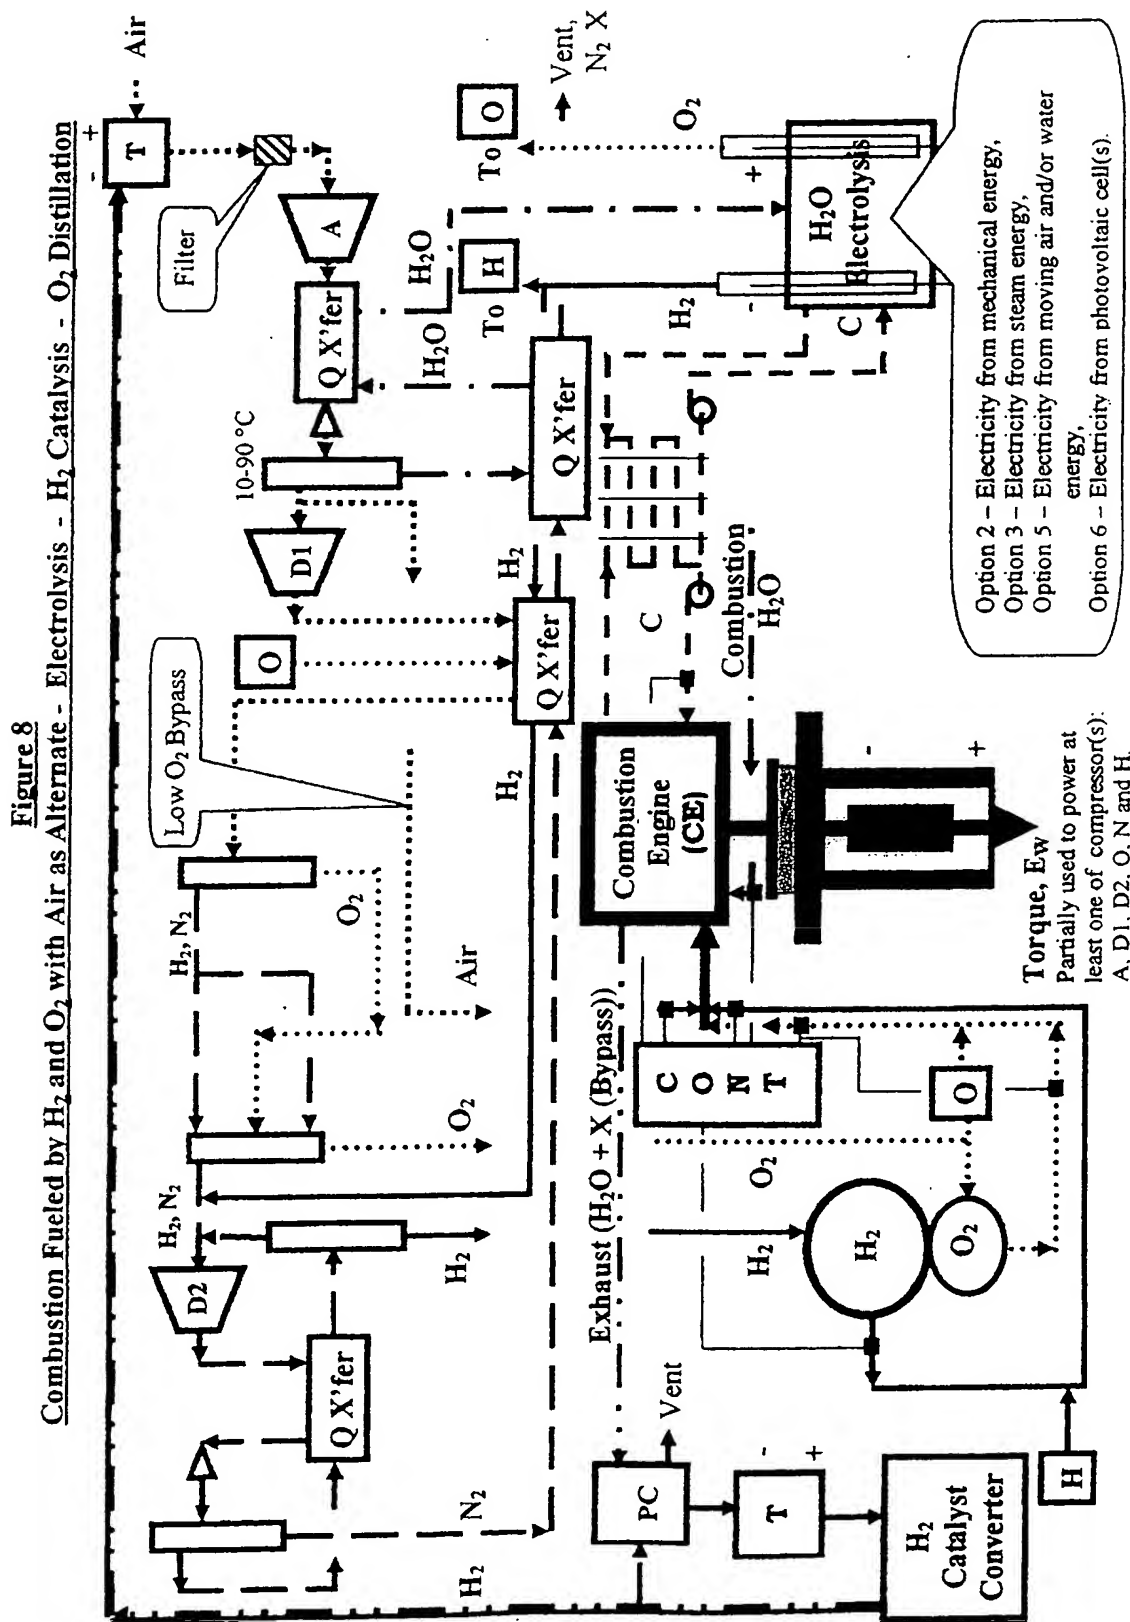 Figure 8
Combustion Fueled by H₂ and O₂ with Air as Alternate - Electrolysis - H₂ Catalysis - O₂ Distillation
- +
T
Air
Filter
A
Q X'fer
10-90 °C
D1
O
Low O₂ Bypass
H₂, N₂
O₂
Air
O₂
H₂, N₂
D2
H₂
Q X'fer
H₂
N₂
H₂O
H₂O
To H
To O
Vent,
N₂ X
Q X'fer
H₂
Q X'fer
H₂
H₂
O₂
- +
H₂O
Electrolysis
C
C
Combustion
H₂O
Combustion
Engine
(CE)
-
+
Torque, E_W
Partially used to power at
least one of compressor(s):
A, D1, D2, O, N and H.
Option 2 – Electricity from mechanical energy,
Option 3 – Electricity from steam energy,
Option 5 – Electricity from moving air and/or water
energy,
Option 6 – Electricity from photovoltaic cell(s).
Exhaust (H₂O + X (Bypass))
C
O
N
T
O
O₂
H₂
H₂
O₂
PC
Vent
T
- +
H₂
Catalyst
Converter
H